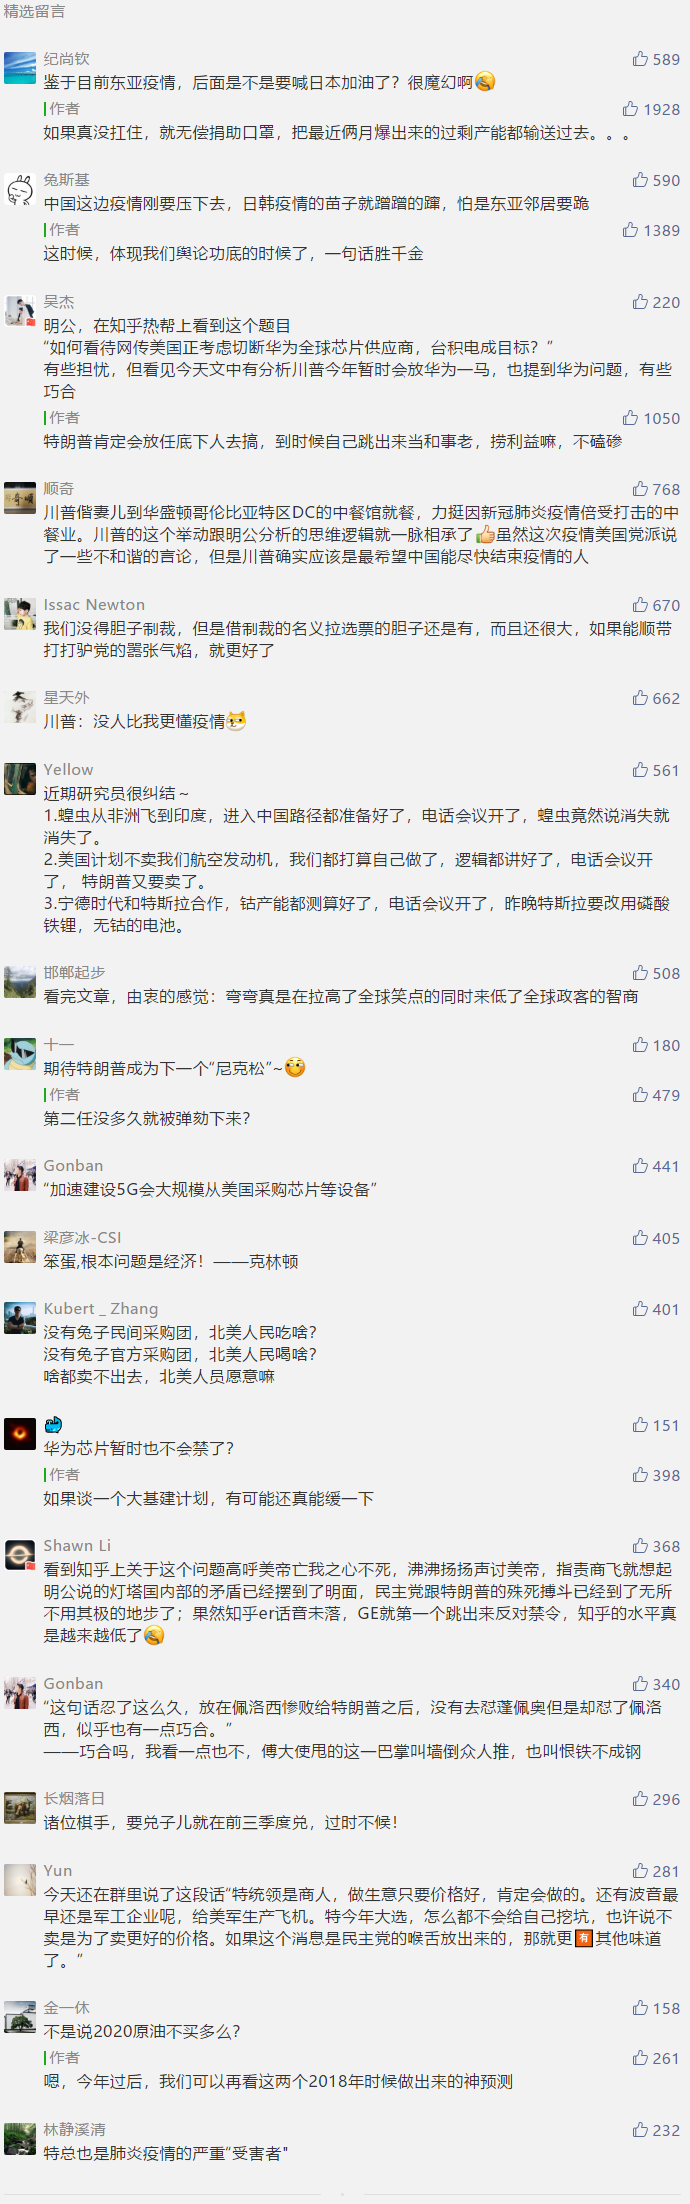 精选留言
纪尚钦
589
鉴于目前东亚疫情，后面是不是要喊日本加油了？很魔幻啊
作者
1928
如果真没扛住，就无偿捐助口罩，把最近俩月爆出来的过剩产能都输送过去。。。
兔斯基
590
中国这边疫情刚要压下去，日韩疫情的苗子就蹭蹭的蹿，怕是东亚邻居要跪
作者
1389
这时候，体现我们舆论功底的时候了，一句话胜千金
吴杰
220
明公，在知乎热帮上看到这个题目
“如何看待网传美国正考虑切断华为全球芯片供应商，台积电成目标？”
有些担忧，但看见今天文中有分析川普今年暂时会放华为一马，也提到华为问题，有些
巧合
作者
1050
特朗普肯定会放任底下人去搞，到时候自己跳出来当和事老，捞利益嘛，不磕碜
顺奇
768
川普偕妻儿到华盛顿哥伦比亚特区DC的中餐馆就餐，力挺因新冠肺炎疫情倍受打击的中
餐业。川普的这个举动跟明公分析的思维逻辑就一脉相承了虽然这次疫情美国党派说
了一些不和谐的言论，但是川普确实应该是最希望中国能尽快结束疫情的人
Issac Newton
670
我们没得胆子制裁，但是借制裁的名义拉选票的胆子还是有，而且还很大，如果能顺带
打打驴党的嚣张气焰，就更好了
星天外
662
川普：没人比我更懂疫情
Yellow
561
近期研究员很纠结～
1.蝗虫从非洲飞到印度，进入中国路径都准备好了，电话会议开了，蝗虫竟然说消失就
消失了。
2.美国计划不卖我们航空发动机，我们都打算自己做了，逻辑都讲好了，电话会议开
了， 特朗普又要卖了。
3.宁德时代和特斯拉合作，钴产能都测算好了，电话会议开了，昨晚特斯拉要改用磷酸
铁锂，无钴的电池。
邯郸起步
508
看完文章，由衷的感觉：弯弯真是在拉高了全球笑点的同时来低了全球政客的智商
十一
180
期待特朗普成为下一个“尼克松”~
作者
479
第二任没多久就被弹劾下来？
Gonban
441
“加速建设5G会大规模从美国采购芯片等设备”
梁彦冰-CSI
405
笨蛋,根本问题是经济！——克林顿
Kubert _ Zhang
401
没有兔子民间采购团，北美人民吃啥？
没有兔子官方采购团，北美人民喝啥？
啥都卖不出去，北美人员愿意嘛
151
华为芯片暂时也不会禁了？
作者
398
如果谈一个大基建计划，有可能还真能缓一下
Shawn Li
368
看到知乎上关于这个问题高呼美帝亡我之心不死，沸沸扬扬声讨美帝，指责商飞就想起
明公说的灯塔国内部的矛盾已经摆到了明面，民主党跟特朗普的殊死搏斗已经到了无所
不用其极的地步了；果然知乎er话音未落，GE就第一个跳出来反对禁令，知乎的水平真
是越来越低了
Gonban
340
“这句话忍了这么久，放在佩洛西惨败给特朗普之后，没有去怼蓬佩奥但是却怼了佩洛
西，似乎也有一点巧合。”
——巧合吗，我看一点也不，傅大使甩的这一巴掌叫墙倒众人推，也叫恨铁不成钢
长烟落日
296
诸位棋手，要兑子儿就在前三季度兑，过时不候！
Yun
281
今天还在群里说了这段话“特统领是商人，做生意只要价格好，肯定会做的。还有波音最
早还是军工企业呢，给美军生产飞机。特今年大选，怎么都不会给自己挖坑，也许说不
卖是为了卖更好的价格。如果这个消息是民主党的喉舌放出来的，那就更有其他味道
了。”
金一休
158
不是说2020原油不买多么？
作者
261
嗯，今年过后，我们可以再看这两个2018年时候做出来的神预测
林静溪清
232
特总也是肺炎疫情的严重“受害者"